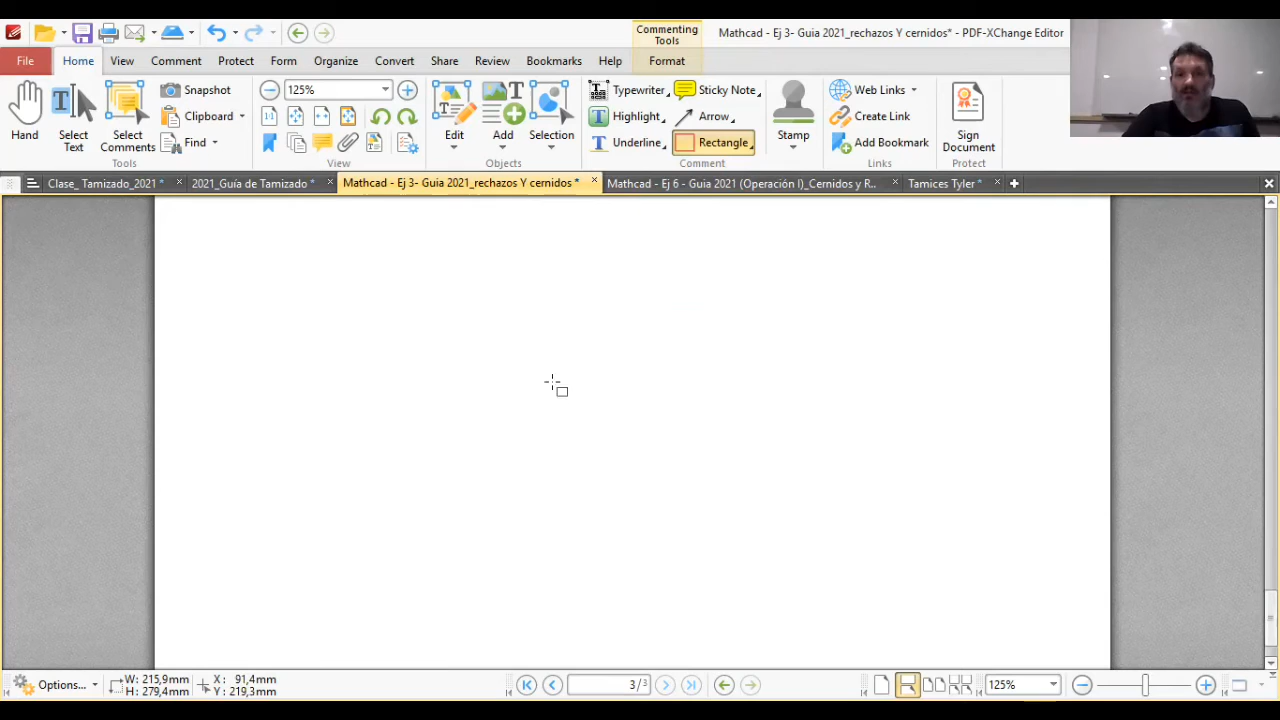 Commenting
Tools
Mathcad - Ej 3- Guia 2021_rechazos Y cernidos* - PDF-XChange Editor
File
Home
View
Comment
Protect
Form
Organize
Convert
Share
Review
Bookmarks
Help
Format
Hand
Select
Text
Select
Comments
Snapshot
Clipboard
Find
Tools
125%
View
Edit
Add
Selection
Objects
Typewriter
Highlight
Underline
Sticky Note
Arrow
Rectangle
Comment
Stamp
Web Links
Create Link
Add Bookmark
Links
Sign
Document
Protect
Clase_ Tamizado_2021 *
2021_Guía de Tamizado *
Mathcad - Ej 3- Guia 2021_rechazos Y cernidos *
Mathcad - Ej 6 - Guia 2021 (Operación I)_Cernidos y R...
Tamices Tyler *
Options...
W: 215,9mm
H: 279,4mm
X: 91,4mm
Y: 219,3mm
3/3
125%